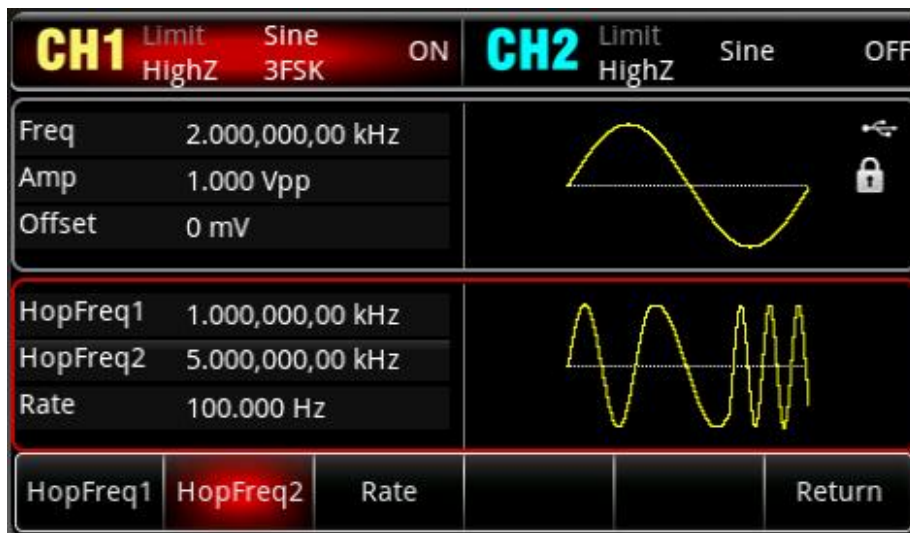 CH1 Limit Sine ON CH2 Limit Sine OFF
HighZ 3FSK HighZ
Freq 2.000,000,00 kHz
Amp 1.000 Vpp
Offset 0 mV
HopFreq1 1.000,000,00 kHz
HopFreq2 5.000,000,00 kHz
Rate 100.000 Hz
HopFreq1 HopFreq2 Rate Return